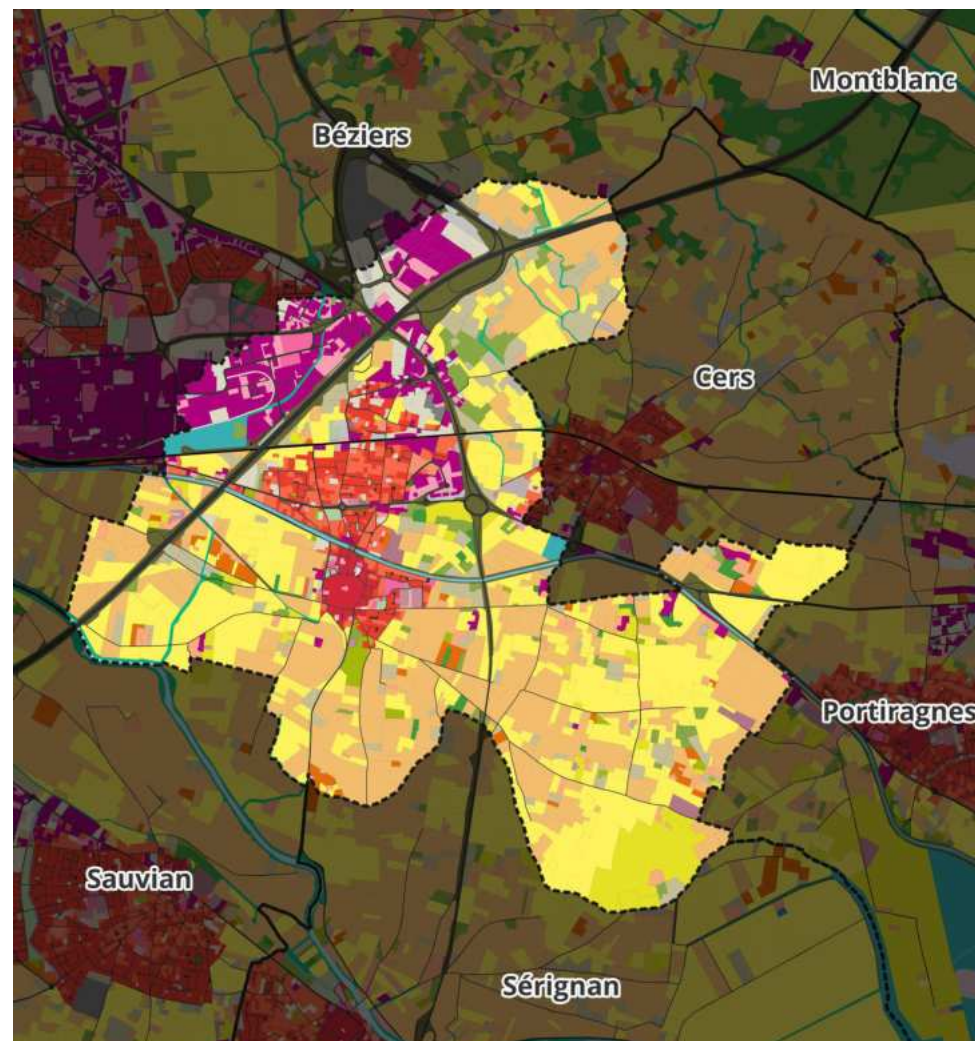 Montblanc
Béziers
Cers
Portiragnes
Sauvian
Sérignan